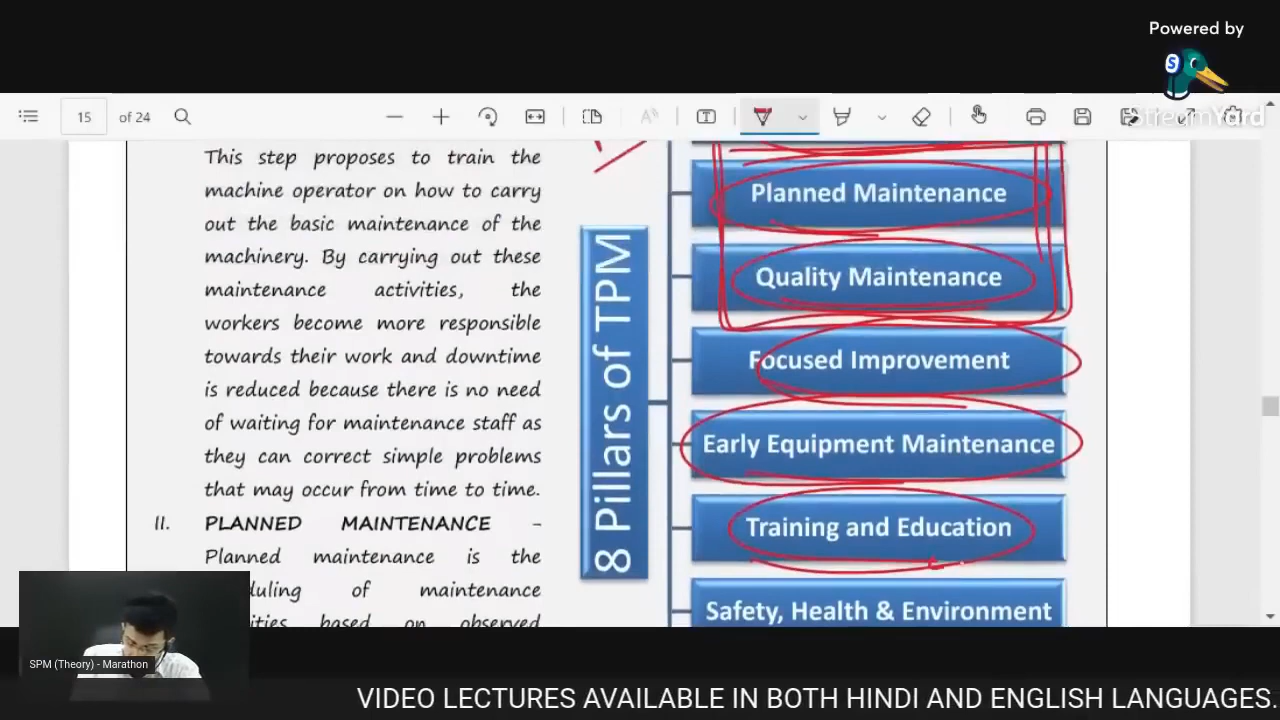 Powered by
S
15 of 24
StreamYard
This step proposes to train the
machine operator on how to carry
out the basic maintenance of the
machinery. By carrying out these
maintenance activities, the
workers become more responsible
towards their work and downtime
is reduced because there is no need
of waiting for maintenance staff as
they can correct simple problems
that may occur from time to time.
II. PLANNED MAINTENANCE -
Planned maintenance is the
of maintenance
based on observed
8 Pillars of TPM
Planned Maintenance
Quality Maintenance
Focused Improvement
Early Equipment Maintenance
Training and Education
Safety, Health & Environment
SPM (Theory) - Marathon
VIDEO LECTURES AVAILABLE IN BOTH HINDI AND ENGLISH LANGUAGES.